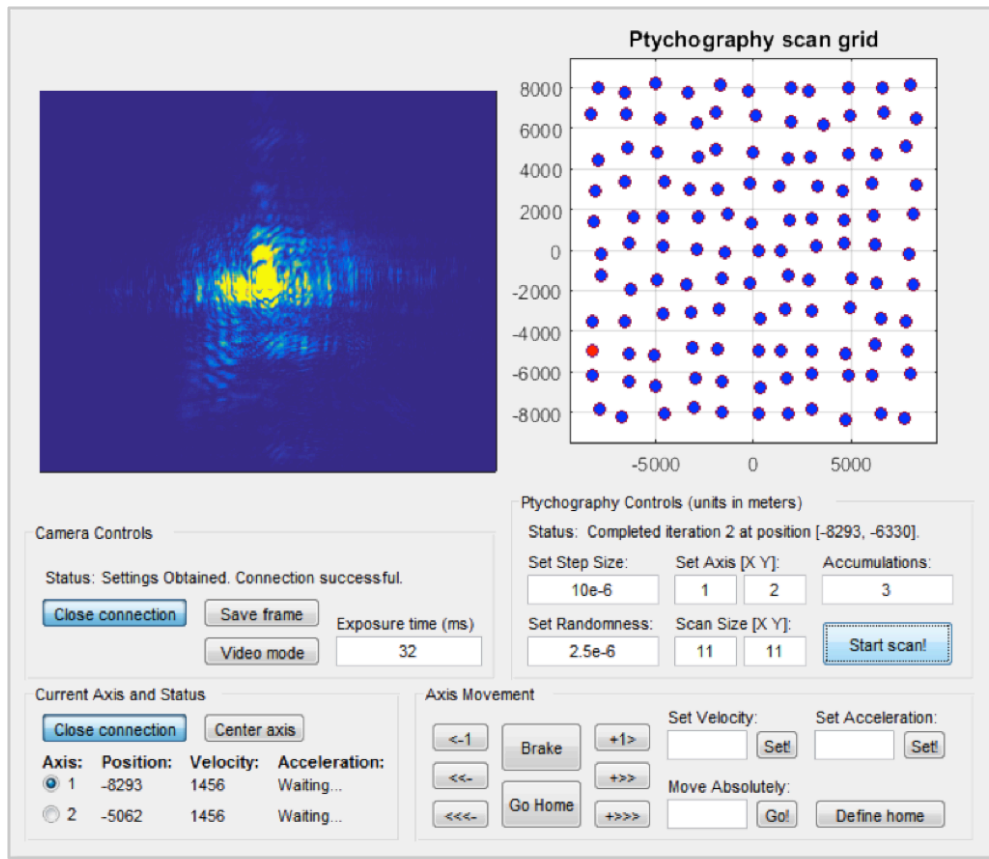 Ptychography scan grid
8000
6000
4000
2000
0
-2000
-4000
-6000
-8000
-5000 0 5000
Camera Controls
Status: Settings Obtained. Connection successful.
Close connection Save frame
Exposure time (ms)
Video mode 32
Ptychography Controls (units in meters)
Status: Completed iteration 2 at position [-8293, -6330].
Set Step Size: Set Axis [X Y]: Accumulations:
10e-6 1 2 3
Set Randomness: Scan Size [X Y]:
2.5e-6 11 11 Start scan!
Current Axis and Status
Close connection Center axis
Axis: Position: Velocity: Acceleration:
1 -8293 1456 Waiting...
2 -5062 1456 Waiting...
Axis Movement
<-1 Brake +1>
<<- +>>
<<<- Go Home +>>>
Set Velocity: Set Acceleration:
Set! Set!
Move Absolutely:
Go! Define home